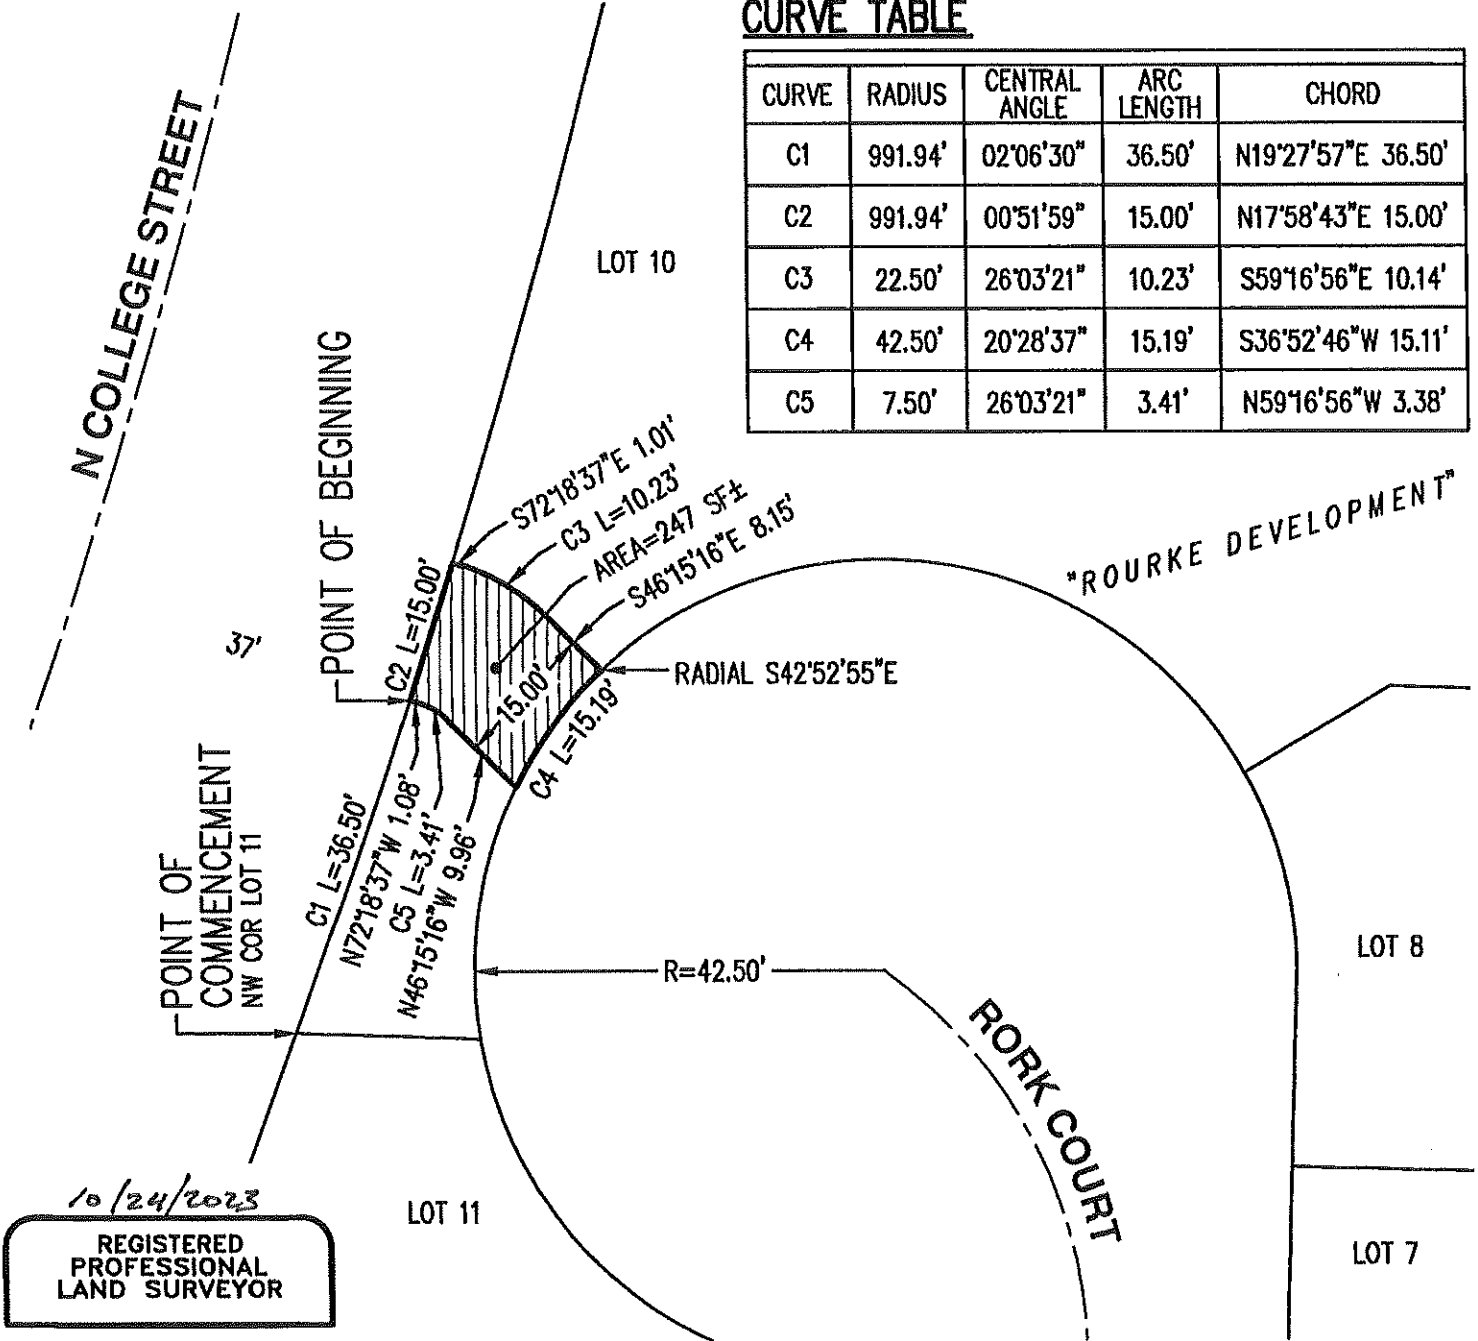 CURVE TABLE
CURVE RADIUS CENTRAL ANGLE ARC LENGTH CHORD
C1 991.94' 02°06'30" 36.50' N19°27'57"E 36.50'
C2 991.94' 00°51'59" 15.00' N17°58'43"E 15.00'
C3 22.50' 26°03'21" 10.23' S59°16'56"E 10.14'
C4 42.50' 20°28'37" 15.19' S36°52'46"W 15.11'
C5 7.50' 26°03'21" 3.41' N59°16'56"W 3.38'
N COLLEGE STREET
LOT 10
POINT OF BEGINNING
37'
S72°18'37"E 1.01'
C3 L=10.23'
AREA=247 SF±
S46°15'16"E 8.15'
"ROURKE DEVELOPMENT"
C2 L=15.00'
15.00'
RADIAL S42°52'55"E
C4 L=15.19'
POINT OF
COMMENCEMENT
NW COR LOT 11
C1 L=36.50'
N72°18'37"W 1.08'
C5 L=3.41'
N46°15'16"W 9.96'
R=42.50'
LOT 8
RORK COURT
LOT 11
LOT 7
10/24/2023
REGISTERED
PROFESSIONAL
LAND SURVEYOR